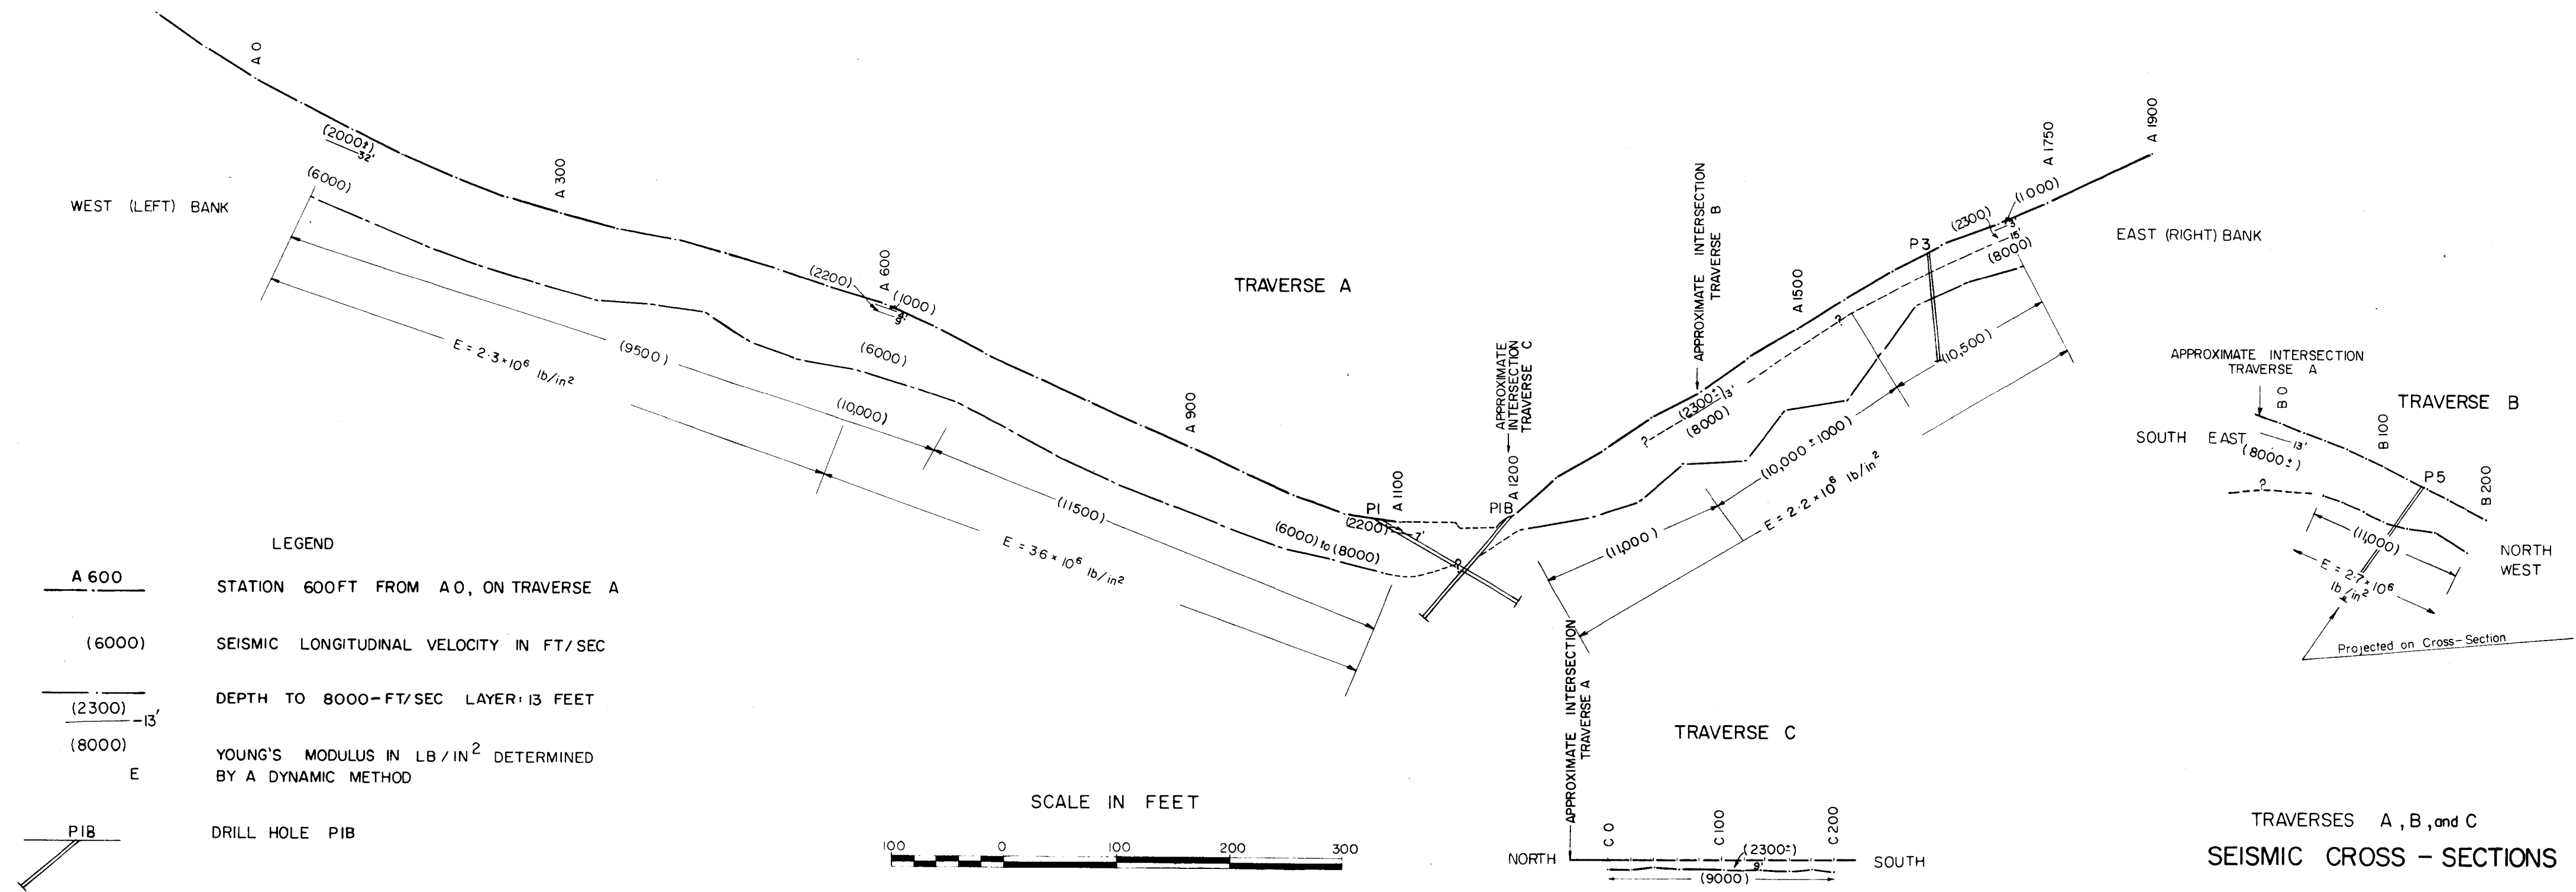 A 0
(2000±)
32'
(6000)
WEST (LEFT) BANK
A 300
(2200)
A 600
(1000)
4'
9'
(6000)
(9500)
E = 2·3×10⁶ lb/in²
(10,000)
TRAVERSE A
A 900
(11500)
E = 3·6 × 10⁶ lb/in²
P1
A 1100
(2200)
7'
(6000) to (8000)
?
P1B
A 1200
APPROXIMATE
INTERSECTION
TRAVERSE C
APPROXIMATE INTERSECTION
TRAVERSE B
(2300±)
13'
(8000)
?
?
A 1500
P3
(2300)
(1000)
3'
15'
(8000)
A 1750
A 1900
EAST (RIGHT) BANK
(10,500)
(10,000 ± 1000)
E = 2·2 × 10⁶ lb/in²
(11,000)
APPROXIMATE INTERSECTION
TRAVERSE A
B 0
TRAVERSE B
SOUTH EAST
13'
(8000±)
B 100
P5
B 200
?
(11,000)
E = 2·7 × 10⁶
lb/in²
NORTH
WEST
Projected on Cross-Section
LEGEND
A 600
STATION 600FT FROM A 0, ON TRAVERSE A
(6000)
SEISMIC LONGITUDINAL VELOCITY IN FT/SEC
(2300)
-13'
(8000)
DEPTH TO 8000-FT/SEC LAYER: 13 FEET
E
YOUNG'S MODULUS IN LB/IN² DETERMINED
BY A DYNAMIC METHOD
P1B
DRILL HOLE P1B
SCALE IN FEET
100 0 100 200 300
APPROXIMATE INTERSECTION
TRAVERSE A
TRAVERSE C
NORTH
C 0
C 100
C 200
(2300±)
9'
(9000)
SOUTH
TRAVERSES A, B, and C
SEISMIC CROSS - SECTIONS